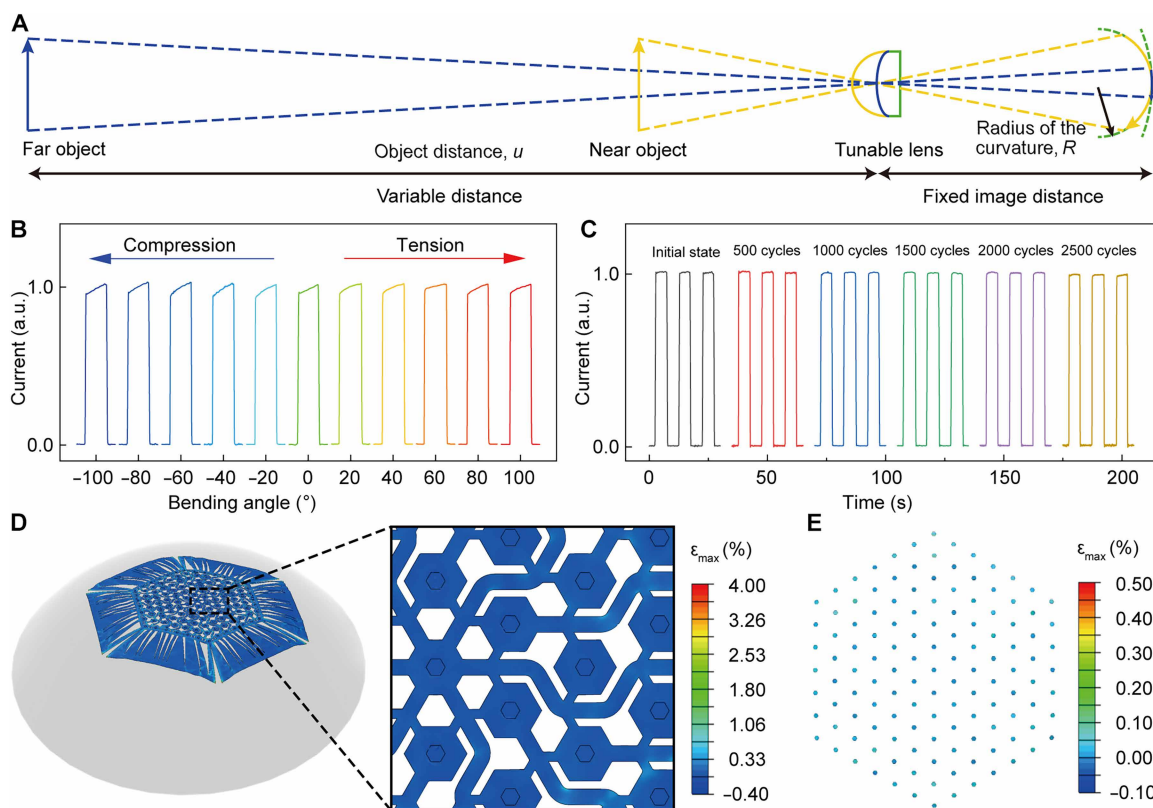 A
Far object
Object distance, u
Near object
Tunable lens
Radius of the
curvature, R
Variable distance
Fixed image distance
B
Compression
Tension
Current (a.u.)
1.0
0.0
–100 –80 –60 –40 –20 0 20 40 60 80 100
Bending angle (°)
C
Initial state 500 cycles 1000 cycles 1500 cycles 2000 cycles 2500 cycles
Current (a.u.)
1.0
0.0
0 50 100 150 200
Time (s)
D
εmax (%)
4.00
3.26
2.53
1.80
1.06
0.33
–0.40
E
εmax (%)
0.50
0.40
0.30
0.20
0.10
0.00
–0.10